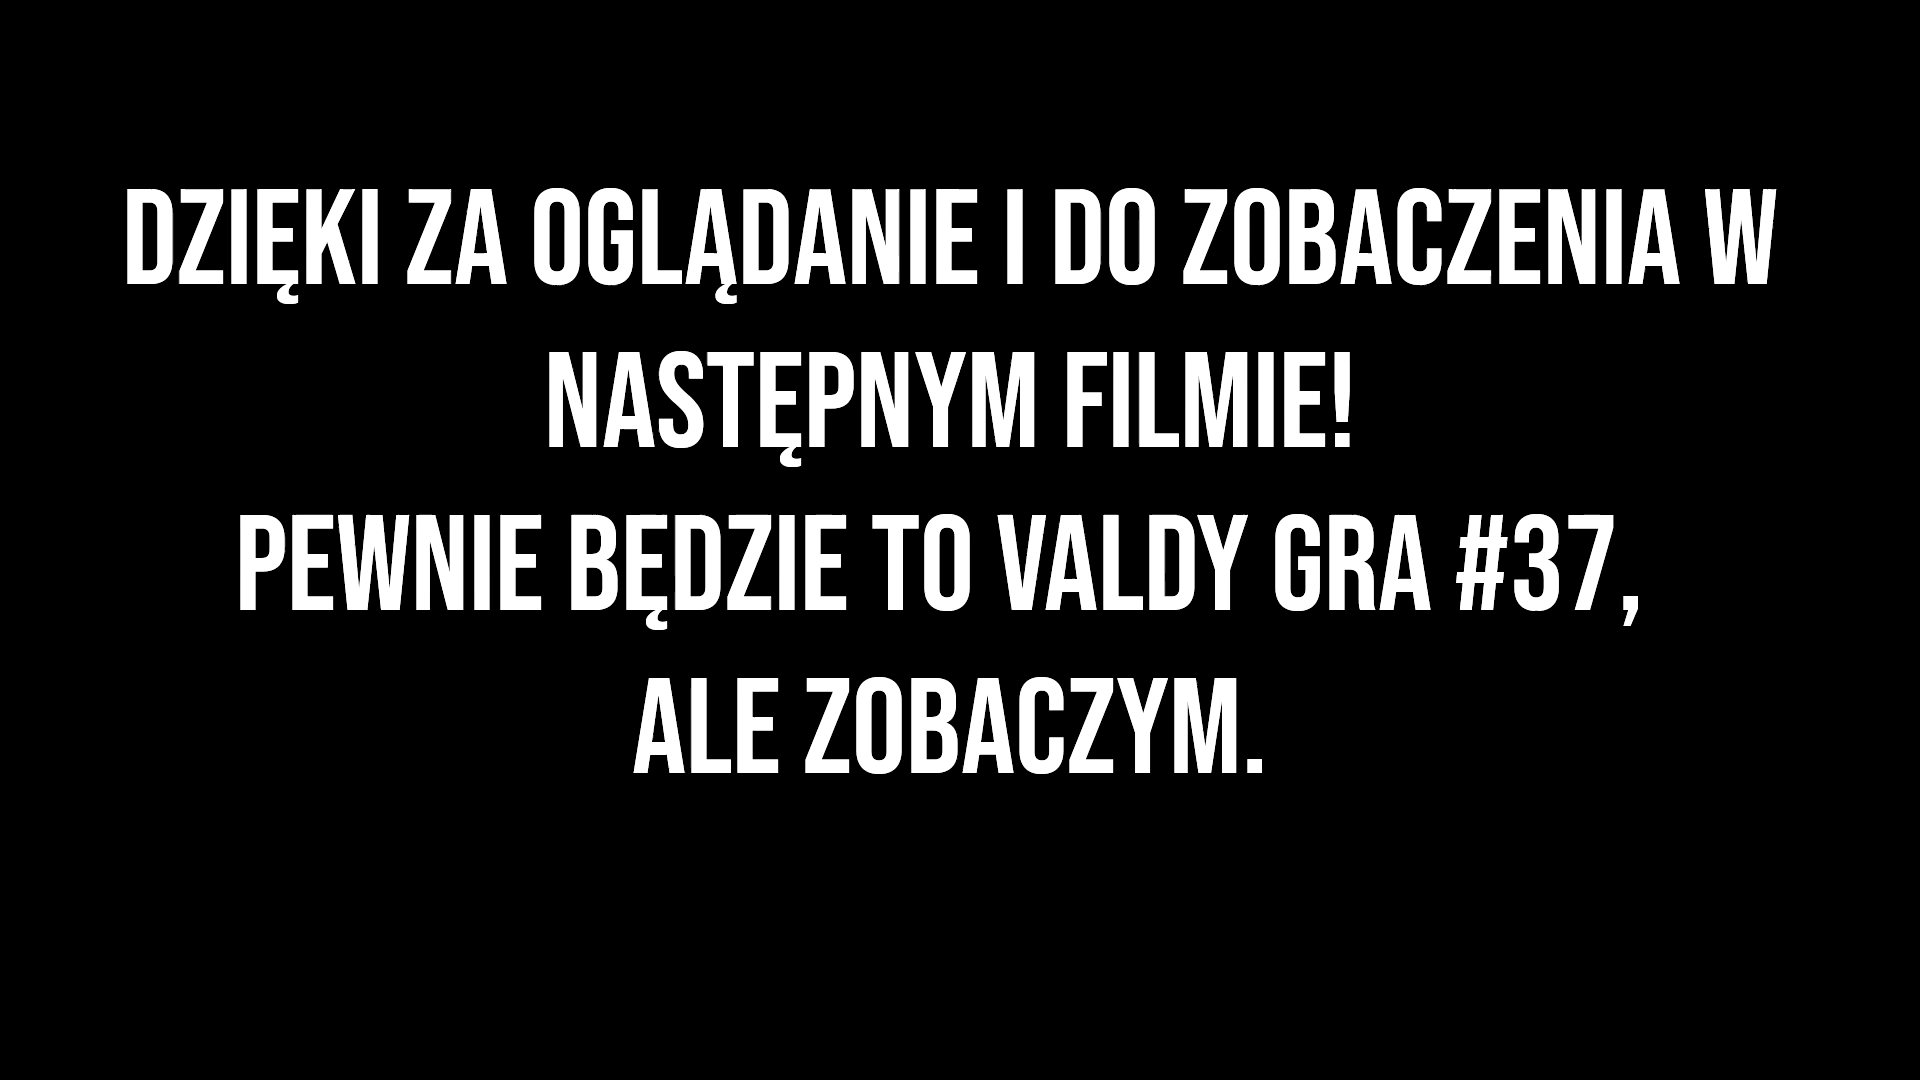 DZIĘKI ZA OGLĄDANIE I DO ZOBACZENIA W
NASTĘPNYM FILMIE!
PEWNIE BĘDZIE TO VALDY GRA #37,
ALE ZOBACZYM.